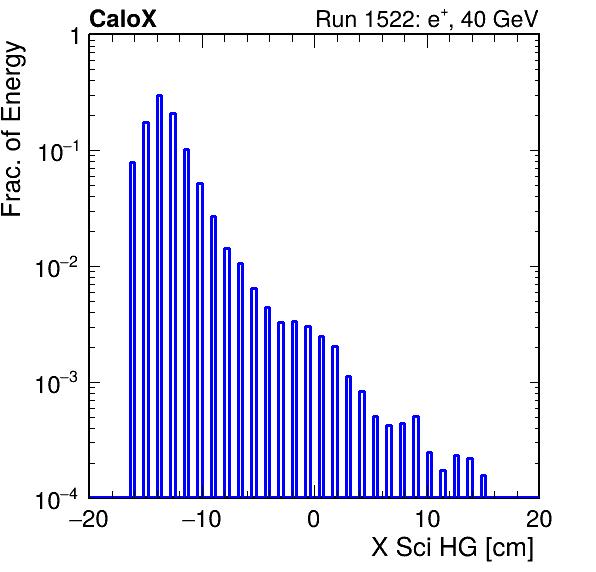 CaloX Run 1522: e⁺, 40 GeV
Frac. of Energy
1
10⁻¹
10⁻²
10⁻³
10⁻⁴
−20 −10 0 10 20
X Sci HG [cm]